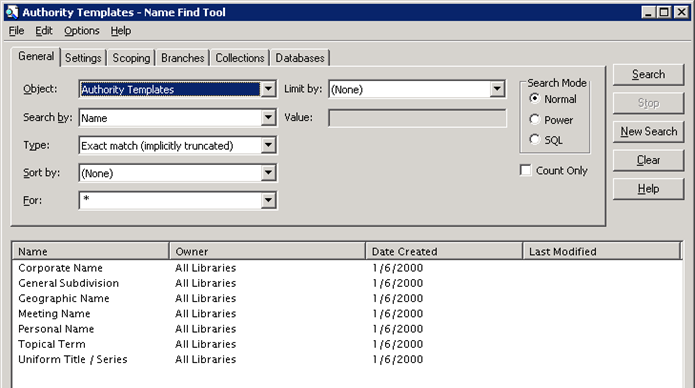 Authority Templates - Name Find Tool
File Edit Options Help
General Settings Scoping Branches Collections Databases
Object: Authority Templates Limit by: (None) Search Mode Search
Search by: Name Value: Normal Stop
Power New Search
Type: Exact match (implicitly truncated) SQL
Sort by: (None) Count Only Clear
For: * Help
Name Owner Date Created Last Modified
Corporate Name All Libraries 1/6/2000
General Subdivision All Libraries 1/6/2000
Geographic Name All Libraries 1/6/2000
Meeting Name All Libraries 1/6/2000
Personal Name All Libraries 1/6/2000
Topical Term All Libraries 1/6/2000
Uniform Title / Series All Libraries 1/6/2000